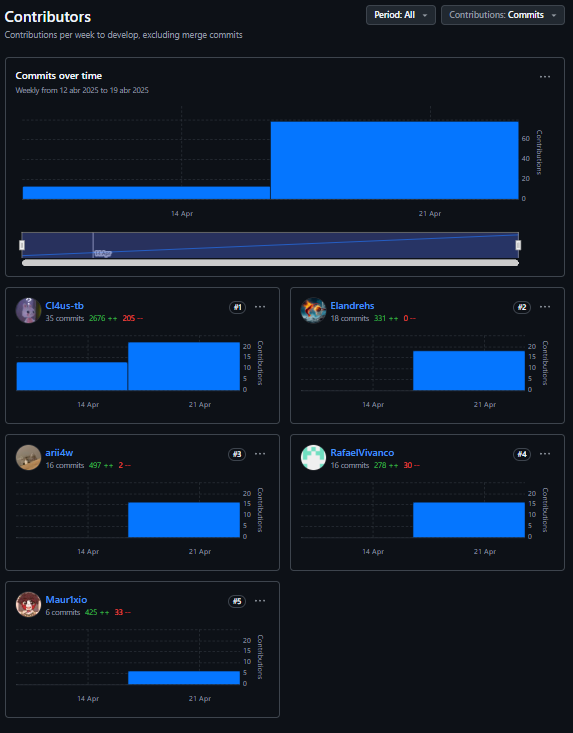 Contributors
Period: All
Contributions: Commits
Contributions per week to develop, excluding merge commits
Commits over time
Weekly from 12 abr 2025 to 19 abr 2025
60
40
20
0
Contributions
14 Apr
21 Apr
Cl4us-tb
#1
35 commits 2676 ++ 205 --
20
15
10
5
0
Contributions
14 Apr
21 Apr
Elandrehs
#2
18 commits 331 ++ 0 --
20
15
10
5
0
Contributions
14 Apr
21 Apr
arii4w
#3
16 commits 497 ++ 2 --
20
15
10
5
0
Contributions
14 Apr
21 Apr
RafaelVivanco
#4
16 commits 278 ++ 30 --
20
15
10
5
0
Contributions
14 Apr
21 Apr
Maur1xio
#5
6 commits 425 ++ 33 --
20
15
10
5
0
Contributions
14 Apr
21 Apr